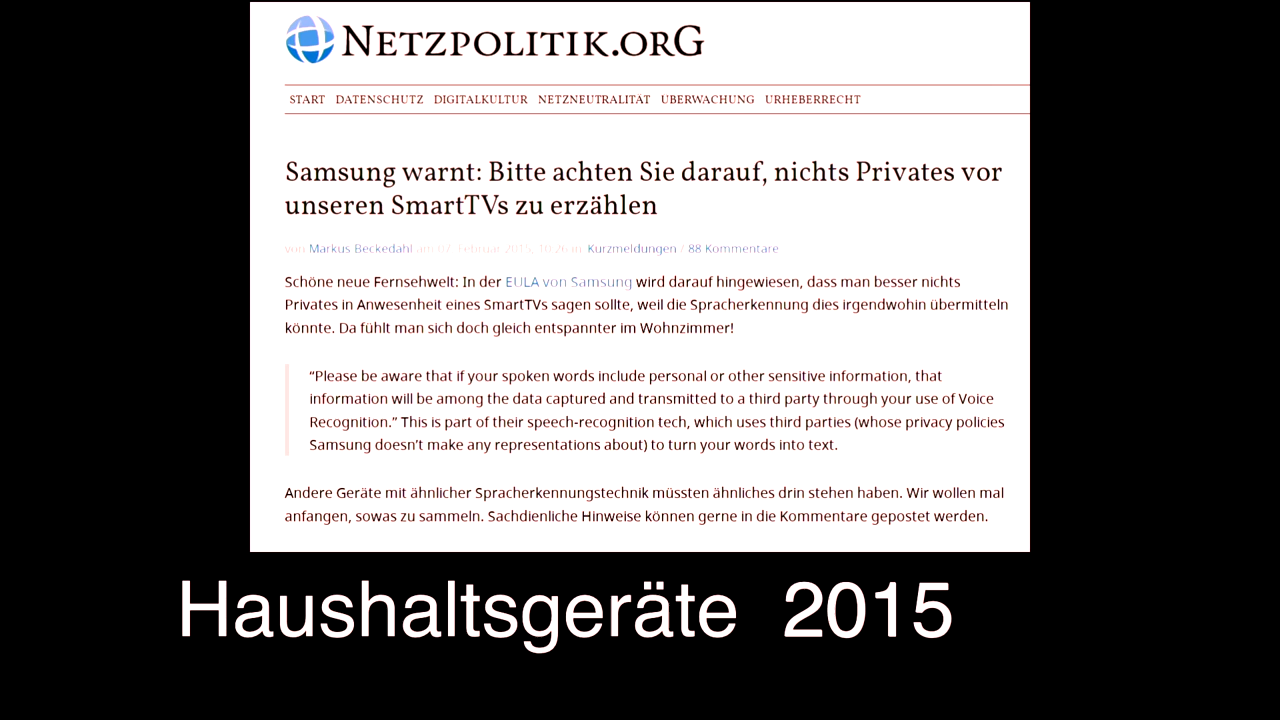 NETZPOLITIK.ORG
START DATENSCHUTZ DIGITALKULTUR NETZNEUTRALITÄT ÜBERWACHUNG URHEBERRECHT
Samsung warnt: Bitte achten Sie darauf, nichts Privates vor
unseren SmartTVs zu erzählen
von Markus Beckedahl am 07. Februar 2015, 10:26 in Kurzmeldungen / 88 Kommentare
Schöne neue Fernsehwelt: In der EULA von Samsung wird darauf hingewiesen, dass man besser nichts
Privates in Anwesenheit eines SmartTVs sagen sollte, weil die Spracherkennung dies irgendwohin übermitteln
könnte. Da fühlt man sich doch gleich entspannter im Wohnzimmer!
“Please be aware that if your spoken words include personal or other sensitive information, that
information will be among the data captured and transmitted to a third party through your use of Voice
Recognition.” This is part of their speech-recognition tech, which uses third parties (whose privacy policies
Samsung doesn’t make any representations about) to turn your words into text.
Andere Geräte mit ähnlicher Spracherkennungstechnik müssten ähnliches drin stehen haben. Wir wollen mal
anfangen, sowas zu sammeln. Sachdienliche Hinweise können gerne in die Kommentare gepostet werden.
Haushaltsgeräte 2015